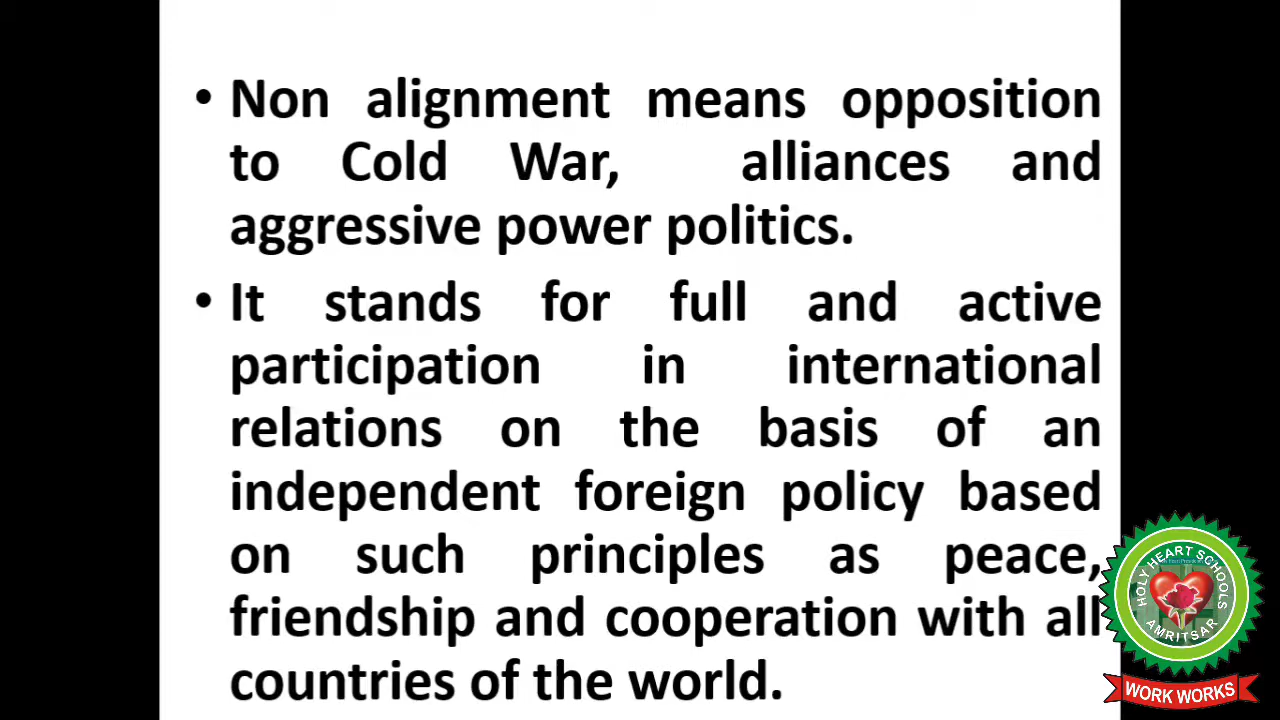 • Non alignment means opposition
to Cold War, alliances and
aggressive power politics.
• It stands for full and active
participation in international
relations on the basis of an
independent foreign policy based
on such principles as peace,
friendship and cooperation with all
countries of the world.
HOLY HEART SCHOOLS
AMRITSAR
WORK WORKS